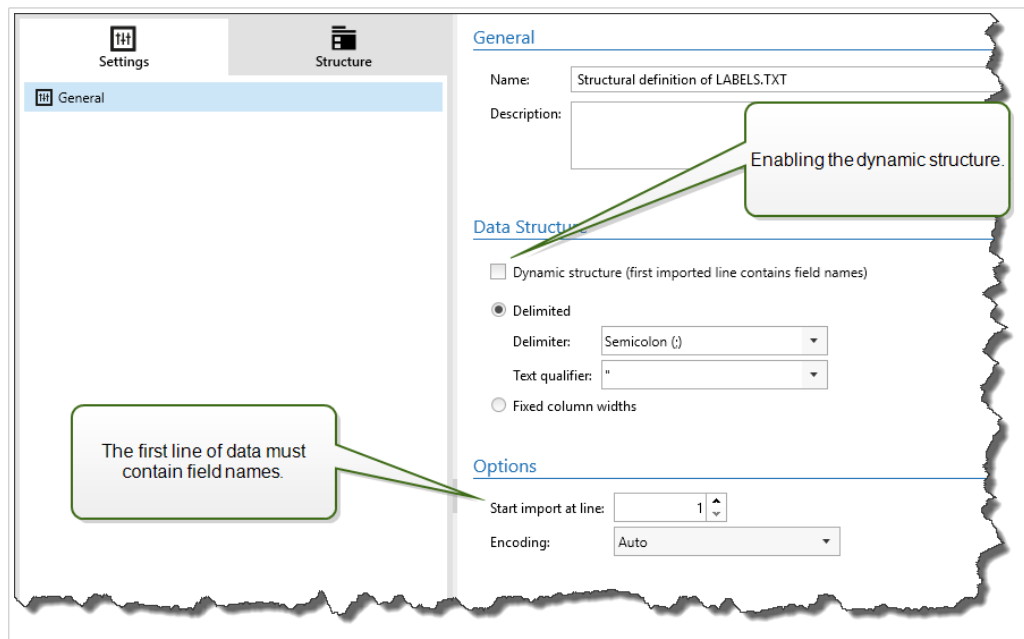 Settings
Structure
General
General
Name:
Structural definition of LABELS.TXT
Description:
Enabling the dynamic structure.
Data Structure
Dynamic structure (first imported line contains field names)
Delimited
Delimiter:
Semicolon (;)
Text qualifier:
"
Fixed column widths
The first line of data must
contain field names.
Options
Start import at line:
1
Encoding:
Auto